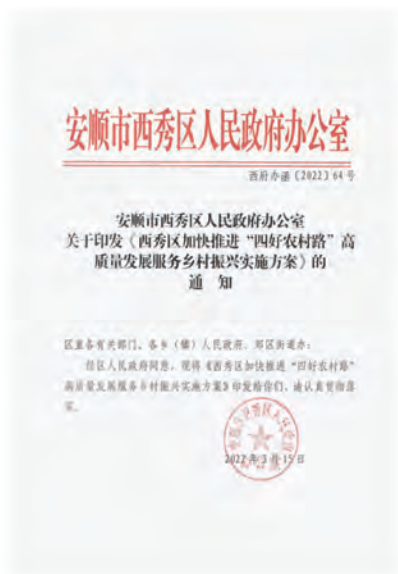 安顺市西秀区人民政府办公室
西府办函〔2022〕64号
安顺市西秀区人民政府办公室
关于印发《西秀区加快推进“四好农村路”高
质量发展服务乡村振兴实施方案》的
通 知
区直各有关部门、各乡（镇）人民政府、郊区街道办：
经区人民政府同意，现将《西秀区加快推进“四好农村路”
高质量发展服务乡村振兴实施方案》印发给你们，请认真贯彻落
实。
2022年3月15日